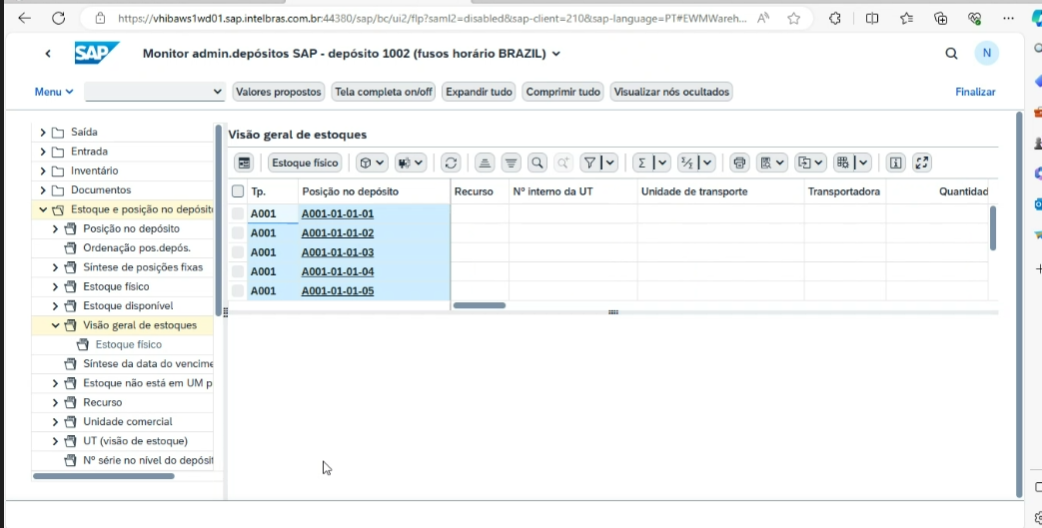 https://vhibaws1wd01.sap.intelbras.com.br:44380/sap/bc/ui2/flp?saml2=disabled&sap-client=210&sap-language=PT#EWMWareh...
SAP Monitor admin.depósitos SAP - depósito 1002 (fusos horário BRAZIL) N
Menu Valores propostos Tela completa on/off Expandir tudo Comprimir tudo Visualizar nós ocultados Finalizar
Saída
Entrada
Inventário
Documentos
Estoque e posição no depósit
Posição no depósito
Ordenação pos.depós.
Síntese de posições fixas
Estoque físico
Estoque disponível
Visão geral de estoques
Estoque físico
Síntese da data do vencime
Estoque não está em UM p
Recurso
Unidade comercial
UT (visão de estoque)
Nº série no nível do depósit
Visão geral de estoques
Estoque físico
Tp. Posição no depósito Recurso Nº interno da UT Unidade de transporte Transportadora Quantidad
A001 A001-01-01-01
A001 A001-01-01-02
A001 A001-01-01-03
A001 A001-01-01-04
A001 A001-01-01-05